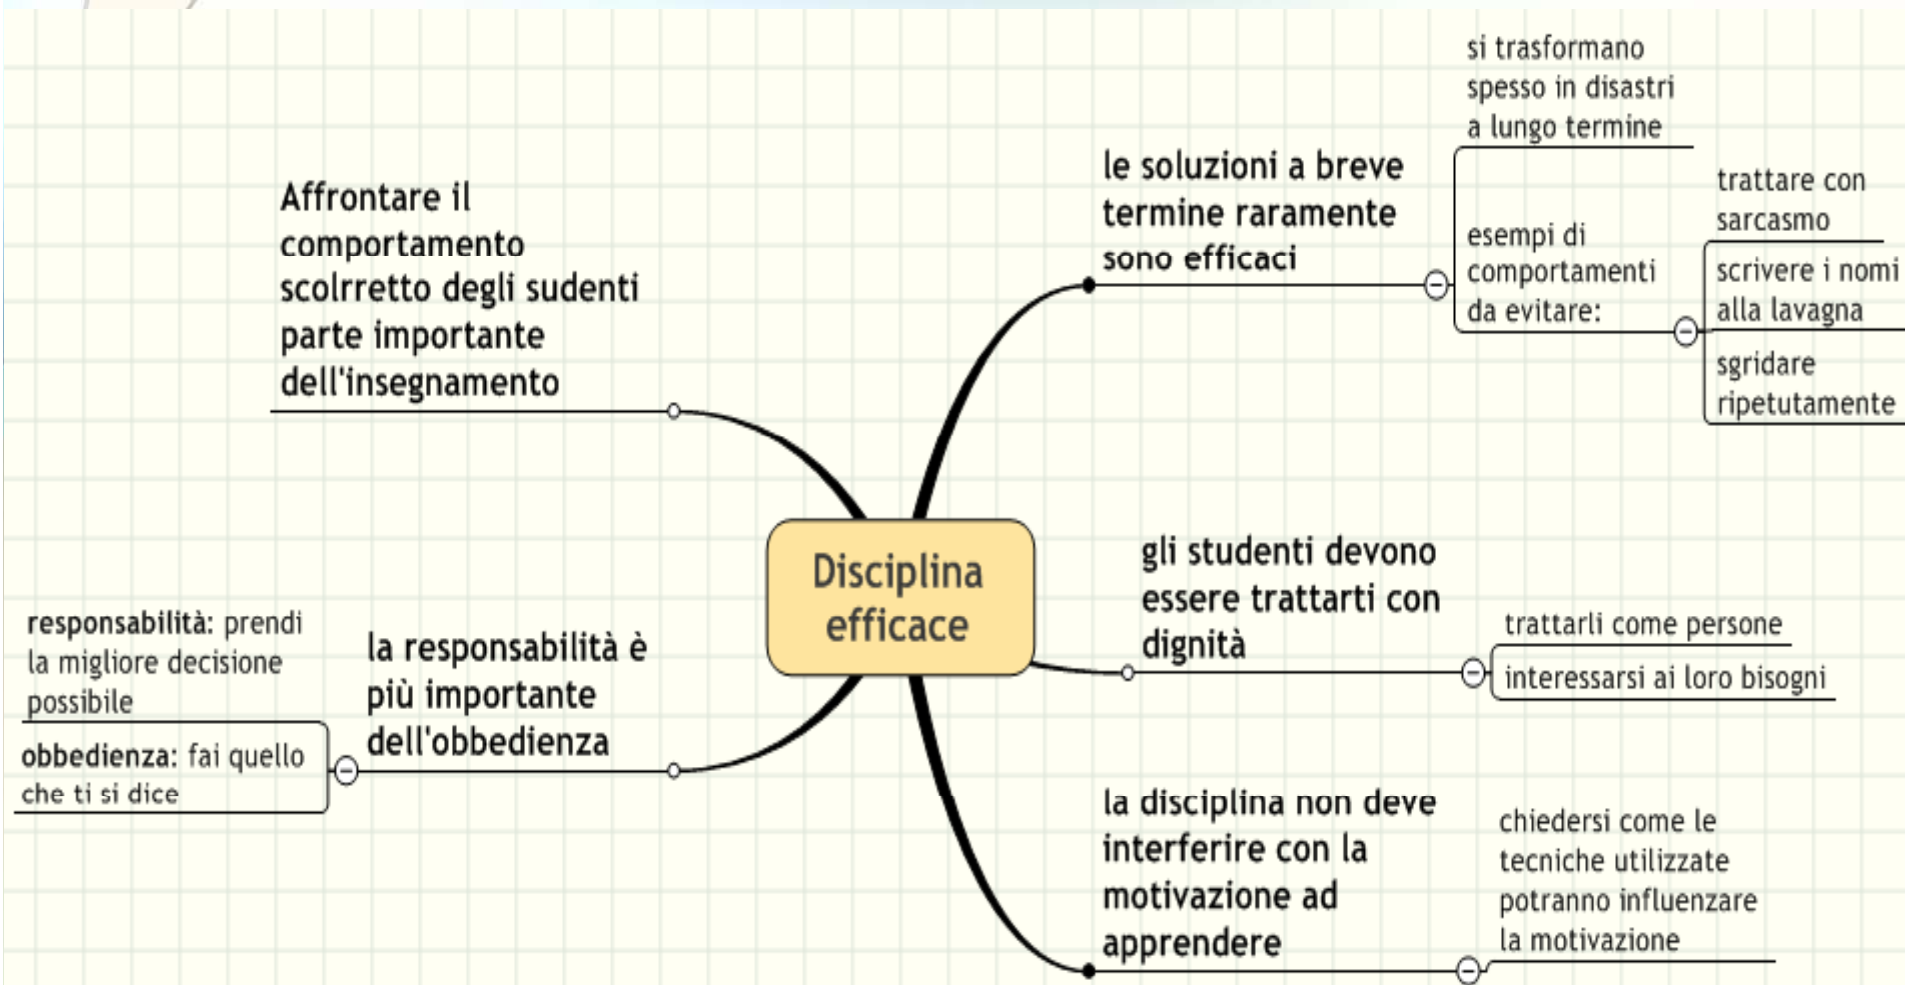 Disciplina
efficace
Affrontare il
comportamento
scolrretto degli sudenti
parte importante
dell'insegnamento
la responsabilità è
più importante
dell'obbedienza
responsabilità: prendi
la migliore decisione
possibile
obbedienza: fai quello
che ti si dice
le soluzioni a breve
termine raramente
sono efficaci
si trasformano
spesso in disastri
a lungo termine
esempi di
comportamenti
da evitare:
trattare con
sarcasmo
scrivere i nomi
alla lavagna
sgridare
ripetutamente
gli studenti devono
essere trattarti con
dignità
trattarli come persone
interessarsi ai loro bisogni
la disciplina non deve
interferire con la
motivazione ad
apprendere
chiedersi come le
tecniche utilizzate
potranno influenzare
la motivazione